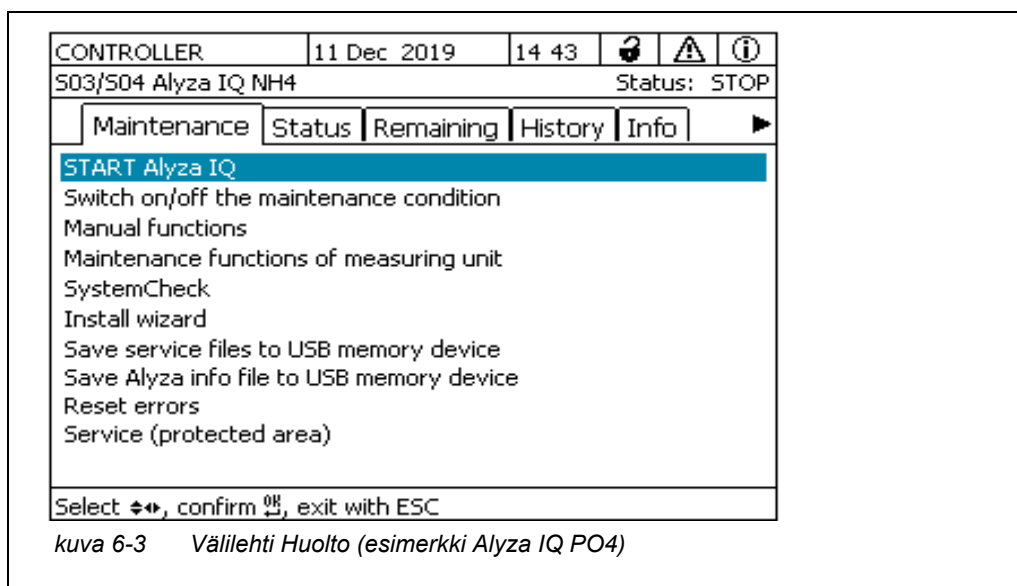 CONTROLLER 11 Dec 2019 14 43
S03/S04 Alyza IQ NH4 Status: STOP
Maintenance Status Remaining History Info
START Alyza IQ
Switch on/off the maintenance condition
Manual functions
Maintenance functions of measuring unit
SystemCheck
Install wizard
Save service files to USB memory device
Save Alyza info file to USB memory device
Reset errors
Service (protected area)
Select, confirm OK, exit with ESC
kuva 6-3 Välilehti Huolto (esimerkki Alyza IQ PO4)